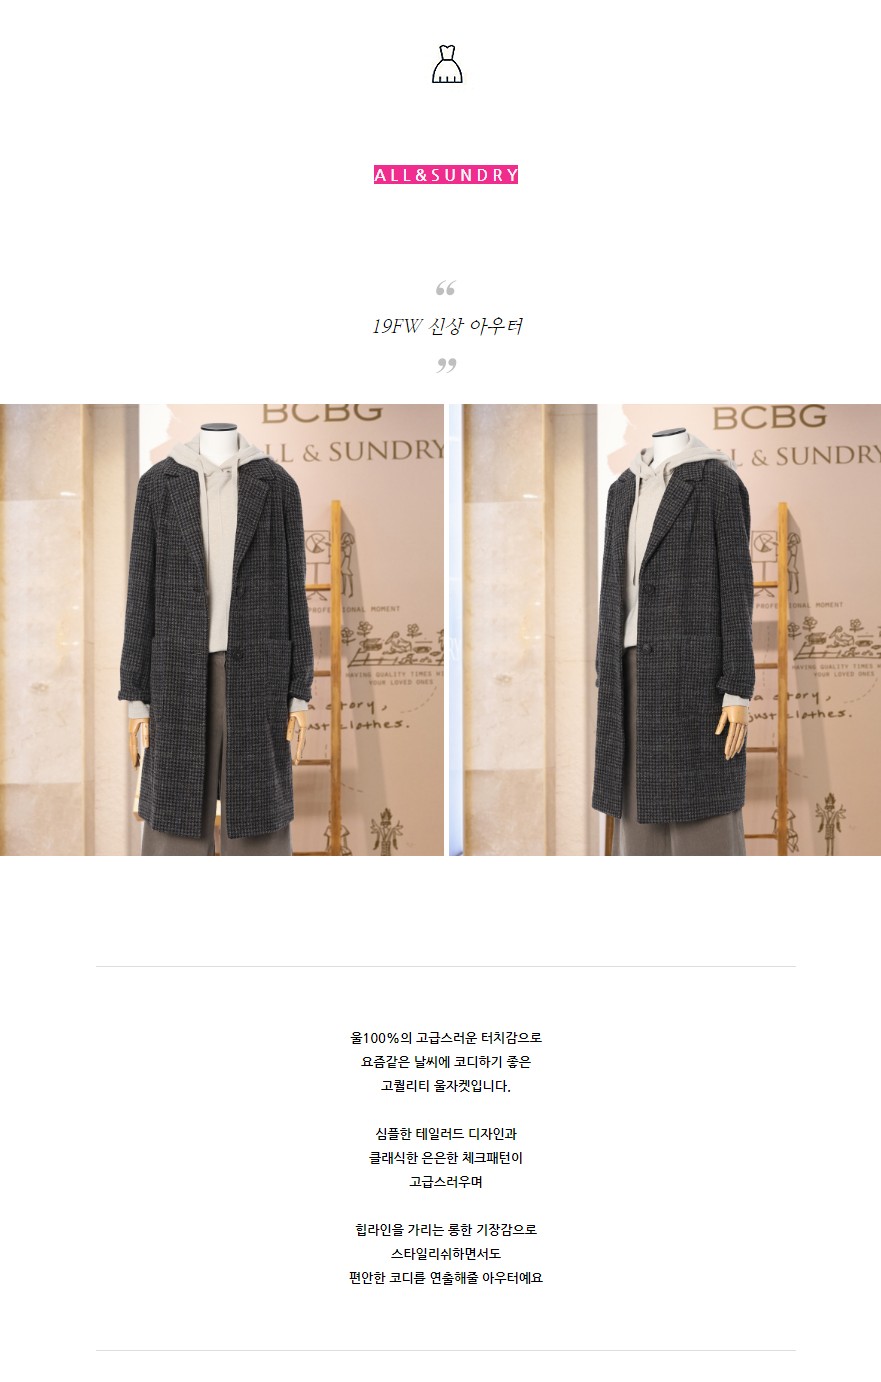 ALL&SUNDRY
“
19FW 신상 아우터
”
BCBG
LL & SUNDRY
PROFESSIONAL MOMENT
HAVING QUALITY TIMES
YOUR LOVED ONES
a story,
just clothes.
BCBG
LL & SUNDRY
PROFESSIONAL MOMENT
HAVING QUALITY TIMES
YOUR LOVED ONES
a story,
just clothes.
울100%의 고급스러운 터치감으로
요즘같은 날씨에 코디하기 좋은
고퀄리티 울자켓입니다.
심플한 테일러드 디자인과
클래식한 은은한 체크패턴이
고급스러우며
힙라인을 가리는 롱한 기장감으로
스타일리쉬하면서도
편안한 코디를 연출해줄 아우터예요